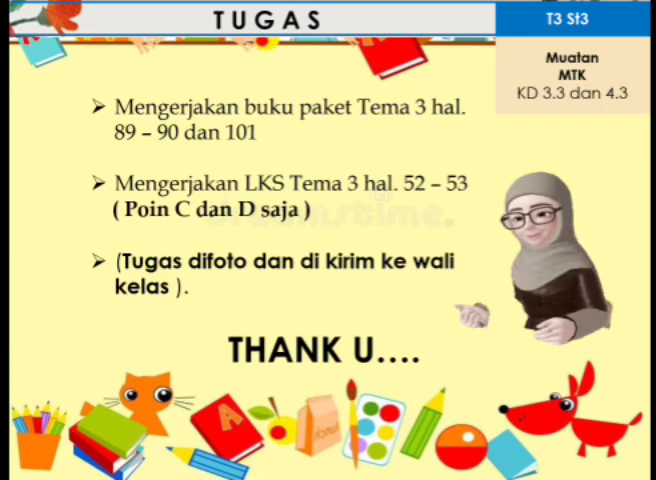 TUGAS
T3 St3
Muatan
MTK
KD 3.3 dan 4.3
➢ Mengerjakan buku paket Tema 3 hal.
89 – 90 dan 101
➢ Mengerjakan LKS Tema 3 hal. 52 – 53
( Poin C dan D saja )
dreamstime.
➢ (Tugas difoto dan di kirim ke wali
kelas ).
THANK U....
A